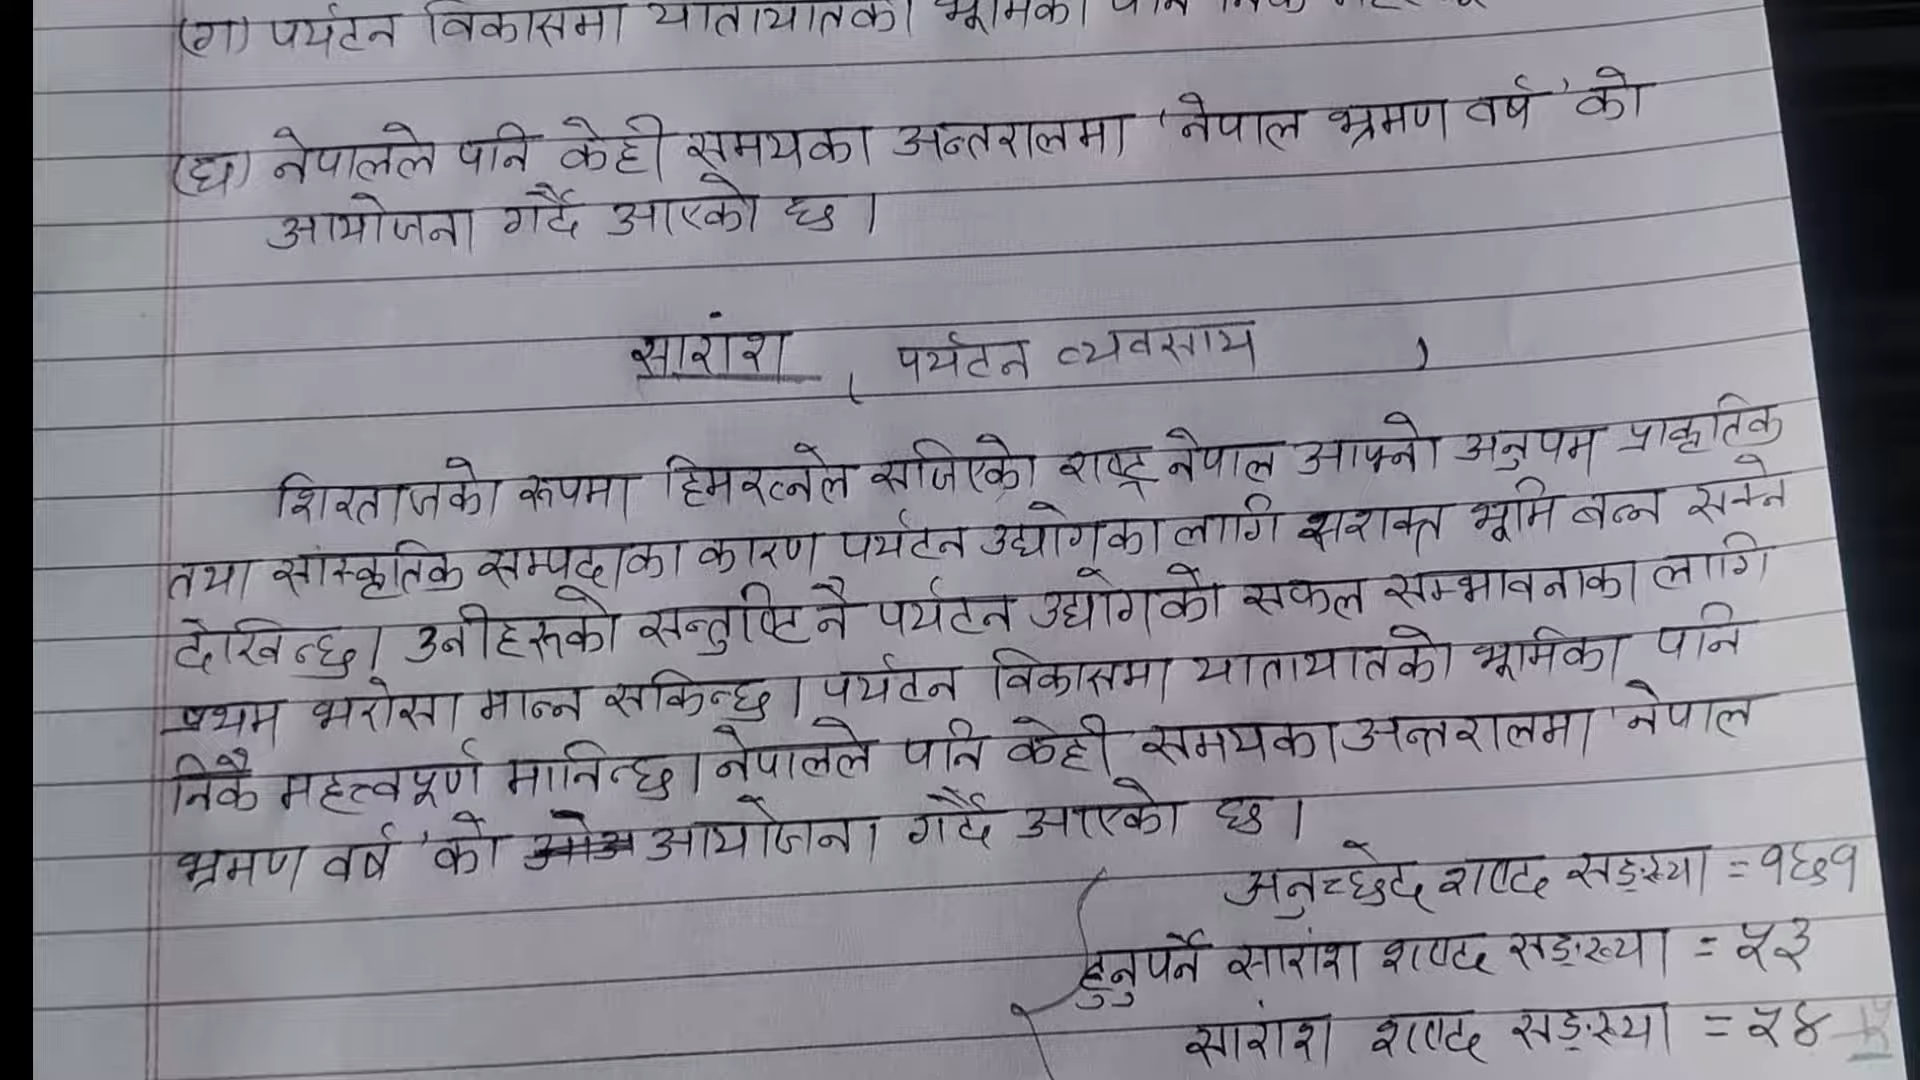 (ग) पर्यटन विकासमा यातायातको भूमिका पनि
(घ) नेपालले पनि केही समयका अन्तरालमा 'नेपाल भ्रमण वर्ष' को
आयोजना गर्दै आएको छ।
सारांश ( पर्यटन व्यवसाय )
शिरताजको रूपमा हिमरत्नले सजिएको राष्ट्र नेपाल आफ्नो अनुपम प्राकृतिक
तथा सांस्कृतिक सम्पदाका कारण पर्यटन उद्योगका लागि सशक्त भूमि बन्न सक्ने
देखिन्छ। उनीहरूको सन्तुष्टि नै पर्यटन उद्योगको सफल सम्भावनाका लागि
प्रथम भरोसा मान्न सकिन्छ। पर्यटन विकासमा यातायातको भूमिका पनि
निकै महत्त्वपूर्ण मानिन्छ। नेपालले पनि केही समयका अन्तरालमा 'नेपाल
भ्रमण वर्ष' को आयोजना गर्दै आएको छ।
अनुच्छेद शब्द सङ्ख्या = १६१
हुनुपर्ने सारांश शब्द सङ्ख्या = ५३
सारांश शब्द सङ्ख्या = ५४